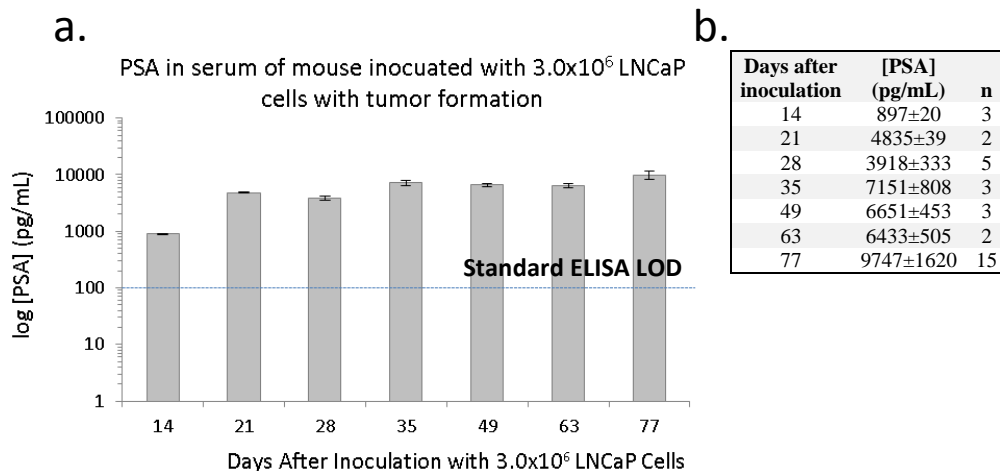 a.
PSA in serum of mouse inocuated with 3.0x10⁶ LNCaP
cells with tumor formation
100000
10000
1000
100
10
1
log [PSA] (pg/mL)
Standard ELISA LOD
14 21 28 35 49 63 77
Days After Inoculation with 3.0x10⁶ LNCaP Cells
b.
Days after [PSA]
inoculation (pg/mL) n
14 897±20 3
21 4835±39 2
28 3918±333 5
35 7151±808 3
49 6651±453 3
63 6433±505 2
77 9747±1620 15